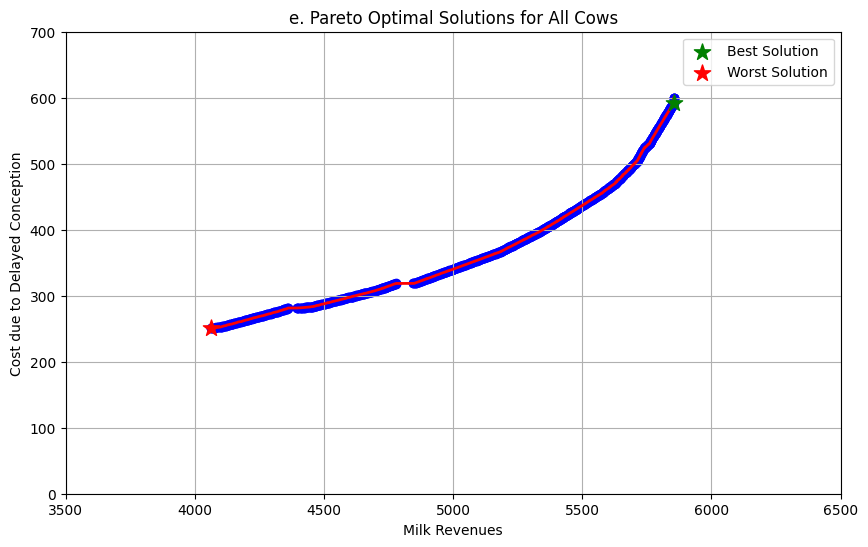 e. Pareto Optimal Solutions for All Cows
Best Solution
Worst Solution
Cost due to Delayed Conception
700
600
500
400
300
200
100
0
3500 4000 4500 5000 5500 6000 6500
Milk Revenues